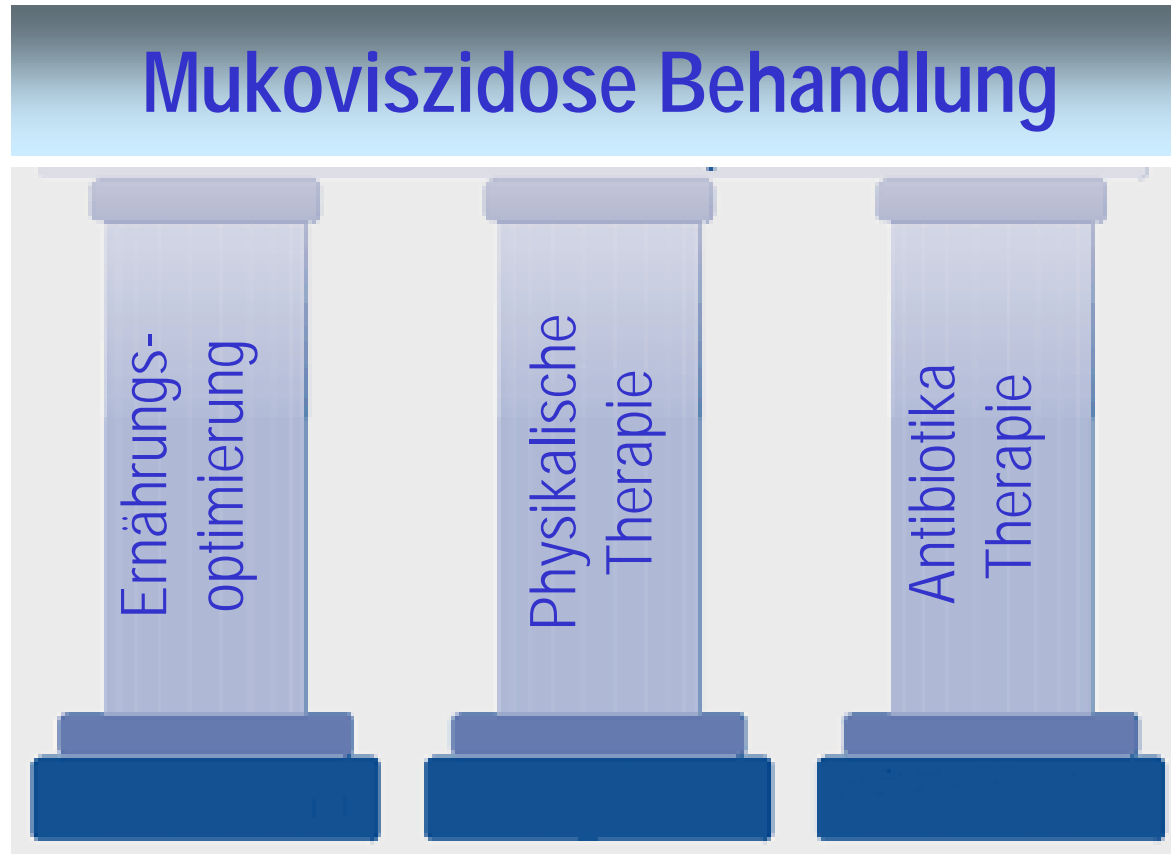 Mukoviszidose Behandlung
Ernährungs-
optimierung
Physikalische
Therapie
Antibiotika
Therapie